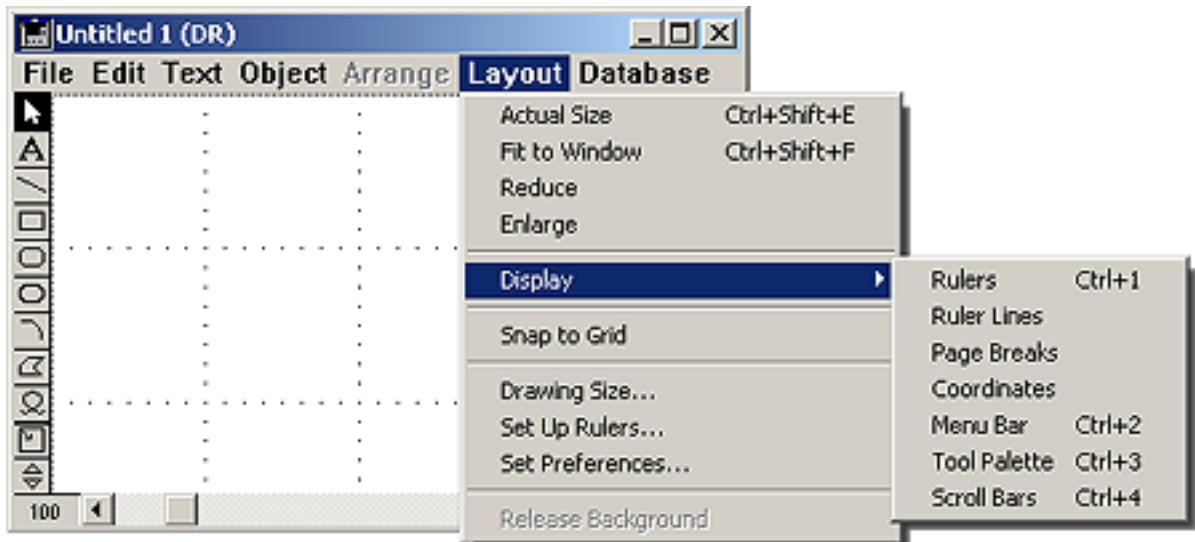 Untitled 1 (DR)
File Edit Text Object Arrange Layout Database
Actual Size Ctrl+Shift+E
Fit to Window Ctrl+Shift+F
Reduce
Enlarge
Display
Rulers Ctrl+1
Ruler Lines
Page Breaks
Coordinates
Menu Bar Ctrl+2
Tool Palette Ctrl+3
Scroll Bars Ctrl+4
Snap to Grid
Drawing Size...
Set Up Rulers...
Set Preferences...
Release Background
A
100